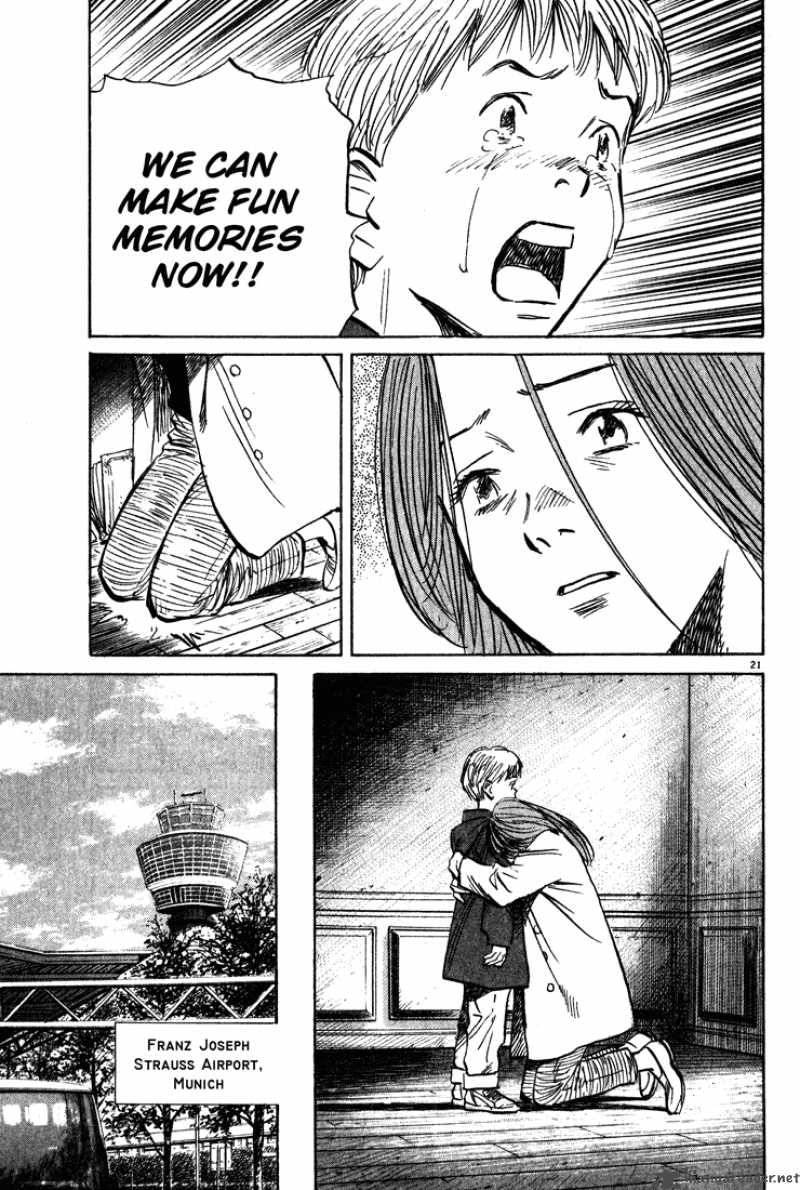 WE CAN
MAKE FUN
MEMORIES
NOW!!
21
FRANZ JOSEPH
STRAUSS AIRPORT,
MUNICH